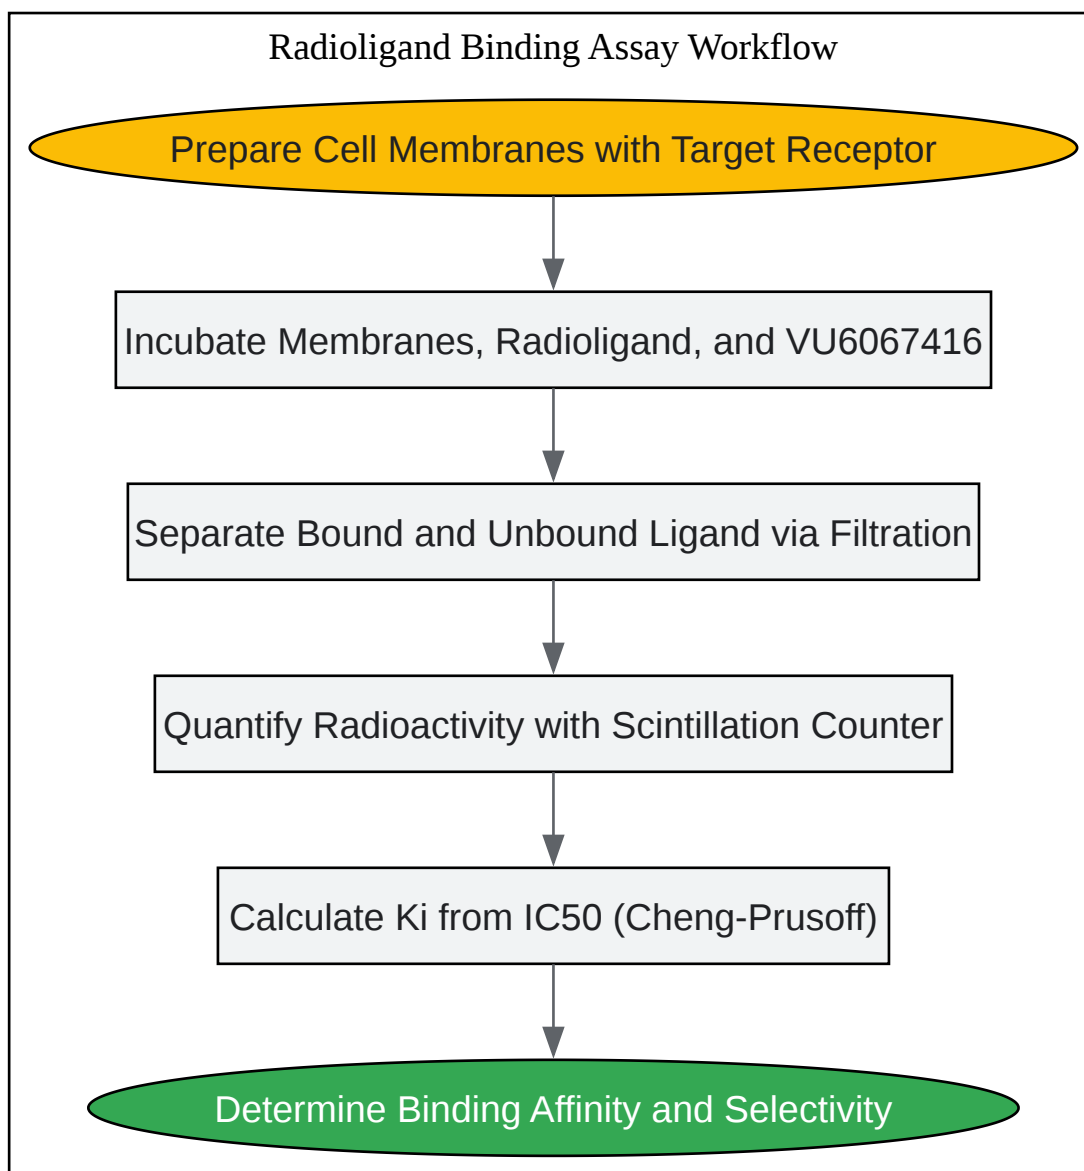 Radioligand Binding Assay Workflow
Prepare Cell Membranes with Target Receptor
Incubate Membranes, Radioligand, and VU6067416
Separate Bound and Unbound Ligand via Filtration
Quantify Radioactivity with Scintillation Counter
Calculate Ki from IC50 (Cheng-Prusoff)
Determine Binding Affinity and Selectivity